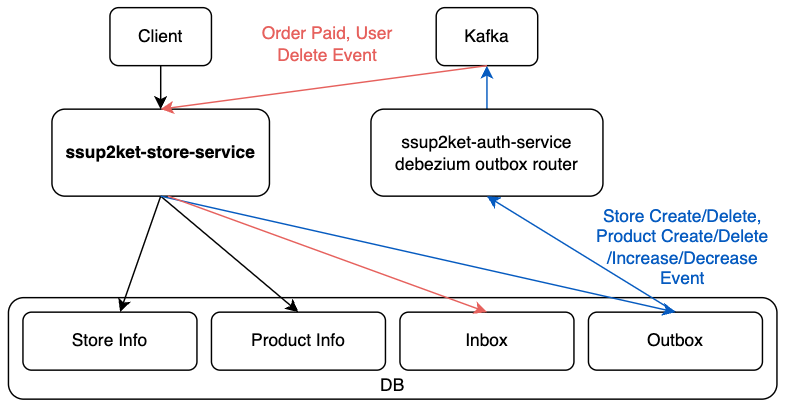 Client
Order Paid, User
Delete Event
Kafka
ssup2ket-store-service
ssup2ket-auth-service
debezium outbox router
Store Create/Delete,
Product Create/Delete
/Increase/Decrease
Event
Store Info
Product Info
Inbox
Outbox
DB